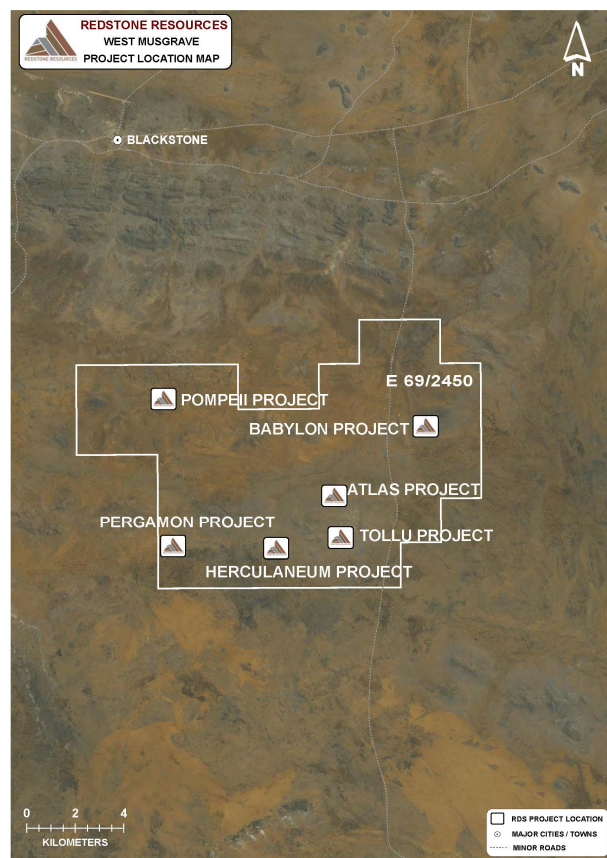 REDSTONE RESOURCES
WEST MUSGRAVE
PROJECT LOCATION MAP
REDSTONE RESOURCES
N
BLACKSTONE
E 69/2450
POMPEII PROJECT
BABYLON PROJECT
ATLAS PROJECT
PERGAMON PROJECT
TOLLU PROJECT
HERCULANEUM PROJECT
0 2 4
KILOMETERS
RDS PROJECT LOCATION
MAJOR CITIES / TOWNS
MINOR ROADS